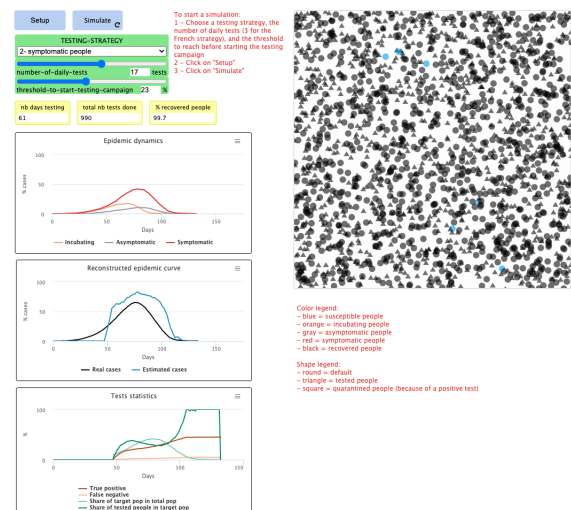 Setup
Simulate
To start a simulation:
1 - Choose a testing strategy, the
number of daily tests (3 for the
French strategy), and the threshold
to reach before starting the testing
campaign
2 - Click on "Setup"
3 - Click on "Simulate"
TESTING-STRATEGY
2- symptomatic people
number-of-daily-tests 17 tests
threshold-to-start-testing-campaign 23 %
nb days testing
61
total nb tests done
990
% recovered people
99.7
Epidemic dynamics
% cases
100
50
0
0 50 100 150
Days
Incubating Asymptomatic Symptomatic
Reconstructed epidemic curve
% cases
100
50
0
0 50 100 150
Days
Real cases Estimated cases
Tests statistics
%
100
50
0
0 50 100 150
Days
True positive
False negative
Share of target pop in total pop
Share of tested people in target pop
Color legend:
- blue = susceptible people
- orange = incubating people
- gray = asymptomatic people
- red = symptomatic people
- black = recovered people
Shape legend:
- round = default
- triangle = tested people
- square = quarantined people (because of a positive test)